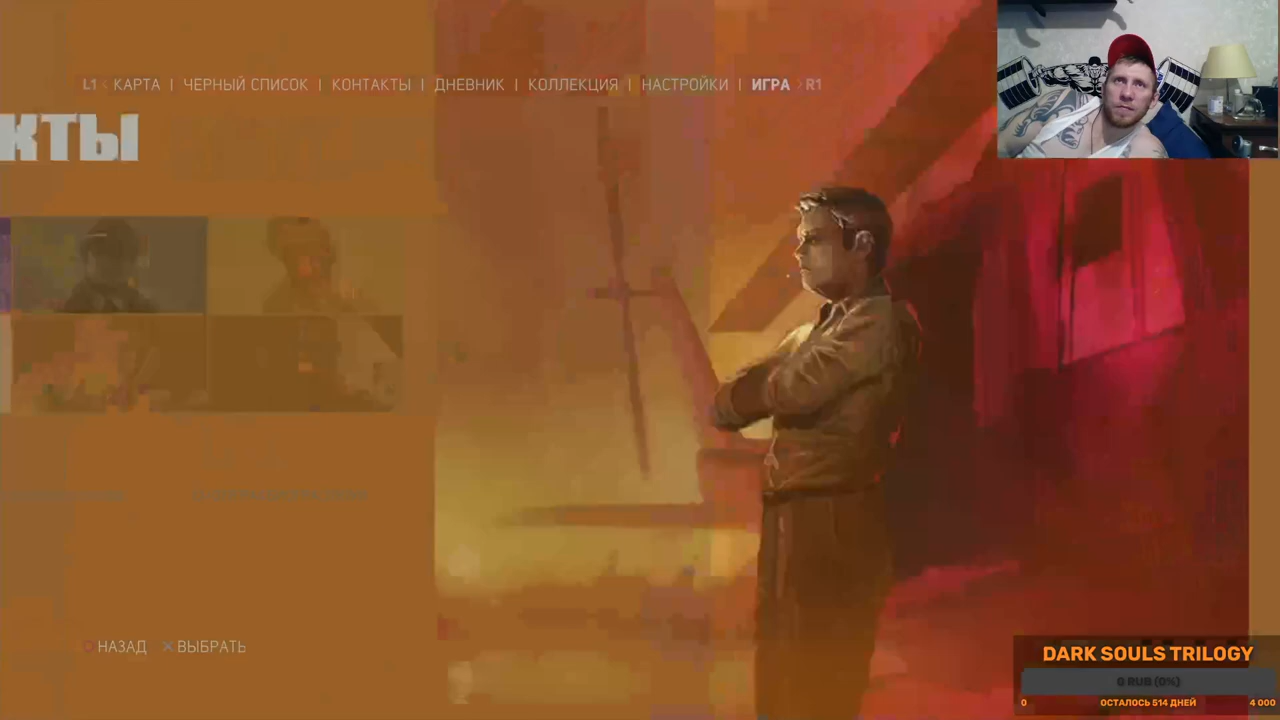 L1 < КАРТА | ЧЕРНЫЙ СПИСОК | КОНТАКТЫ | ДНЕВНИК | КОЛЛЕКЦИЯ | НАСТРОЙКИ | ИГРА > R1
КТЫ
НАЗАД ВЫБРАТЬ
DARK SOULS TRILOGY
0 RUB (0%)
0 ОСТАЛОСЬ 514 ДНЕЙ 4 000